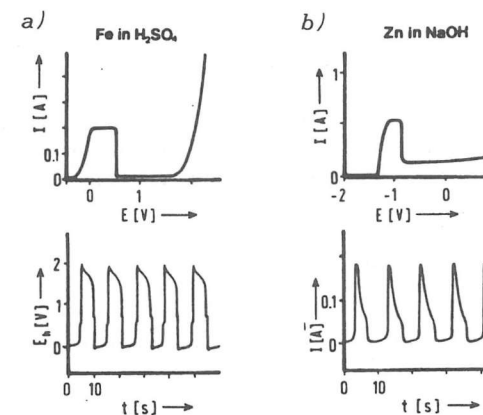 a)
Fe in H₂SO₄
I [A]
0.1
0
0
1
E [V]
E_h [V]
2
1
0
0
10
t [s]
b)
Zn in NaOH
I [A]
1
0
-2
-1
0
E [V]
I [A]
0.1
0
0
10
t [s]